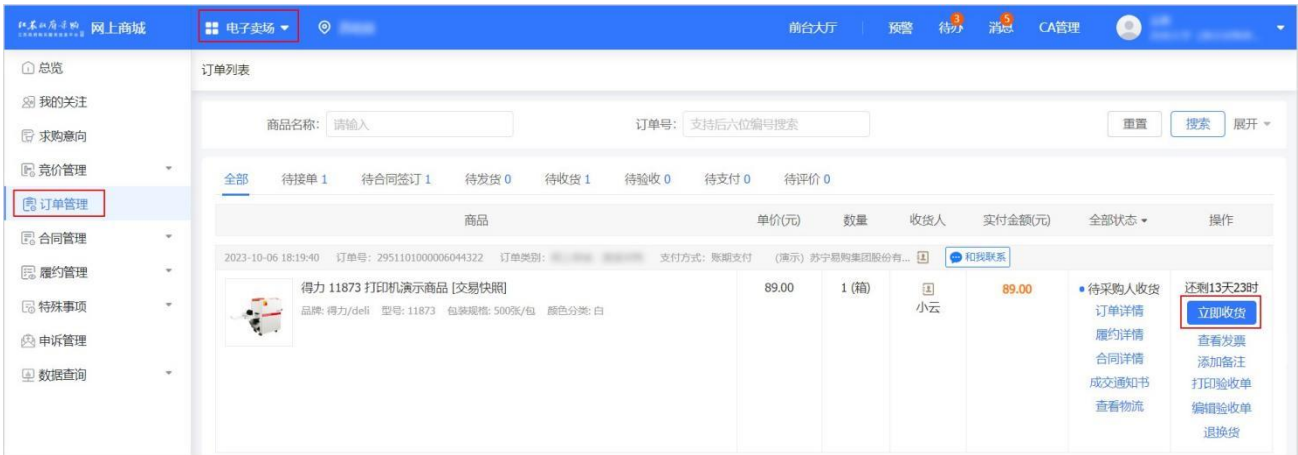 网上商城 电子卖场 前台大厅 预警 待办 3 消息 5 CA管理
总览
我的关注
求购意向
竞价管理
订单管理
合同管理
履约管理
特殊事项
申诉管理
数据查询
订单列表
商品名称: 请输入 订单号: 支持后六位编号搜索 重置 搜索 展开
全部 待接单 1 待合同签订 1 待发货 0 待收货 1 待验收 0 待支付 0 待评价 0
商品 单价(元) 数量 收货人 实付金额(元) 全部状态 操作
2023-10-06 18:19:40 订单号: 2951101000006044322 订单类别: 支付方式: 账期支付 (演示) 苏宁易购集团股份有... 和我联系
得力 11873 打印机演示商品 [交易快照]
品牌: 得力/deli 型号: 11873 包装规格: 500张/包 颜色分类: 白
89.00
1 (箱)
小云
89.00
待采购人收货
订单详情
履约详情
合同详情
成交通知书
查看物流
还剩13天23时
立即收货
查看发票
添加备注
打印验收单
编辑验收单
退换货